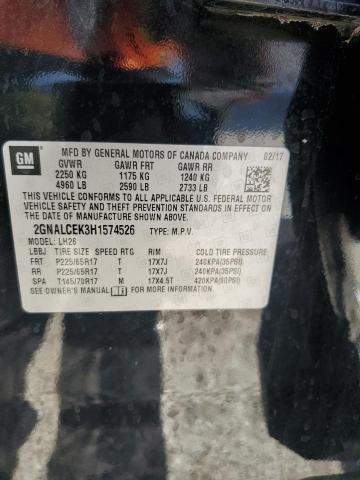 GM
MFD BY GENERAL MOTORS OF CANADA COMPANY 02/17
GVWR GAWR FRT GAWR RR
2250 KG 1175 KG 1240 KG
4960 LB 2590 LB 2733 LB
THIS VEHICLE CONFORMS TO ALL APPLICABLE U.S. FEDERAL MOTOR
VEHICLE SAFETY AND THEFT PREVENTION STANDARDS IN EFFECT ON
THE DATE OF MANUFACTURE SHOWN ABOVE.
2GNALCEK3H1574526 TYPE: M.P.V.
MODEL: LH26
LBBJ TIRE SIZE SPEED RTG RIM COLD TIRE PRESSURE
FRT P225/65R17 T 17X7J 240KPA(35PSI)
RR P225/65R17 T 17X7J 240KPA(35PSI)
SPA T145/70R17 M 17X4.5T 420KPA(60PSI)
SEE OWNER'S MANUAL FOR ADDITIONAL INFORMATION.